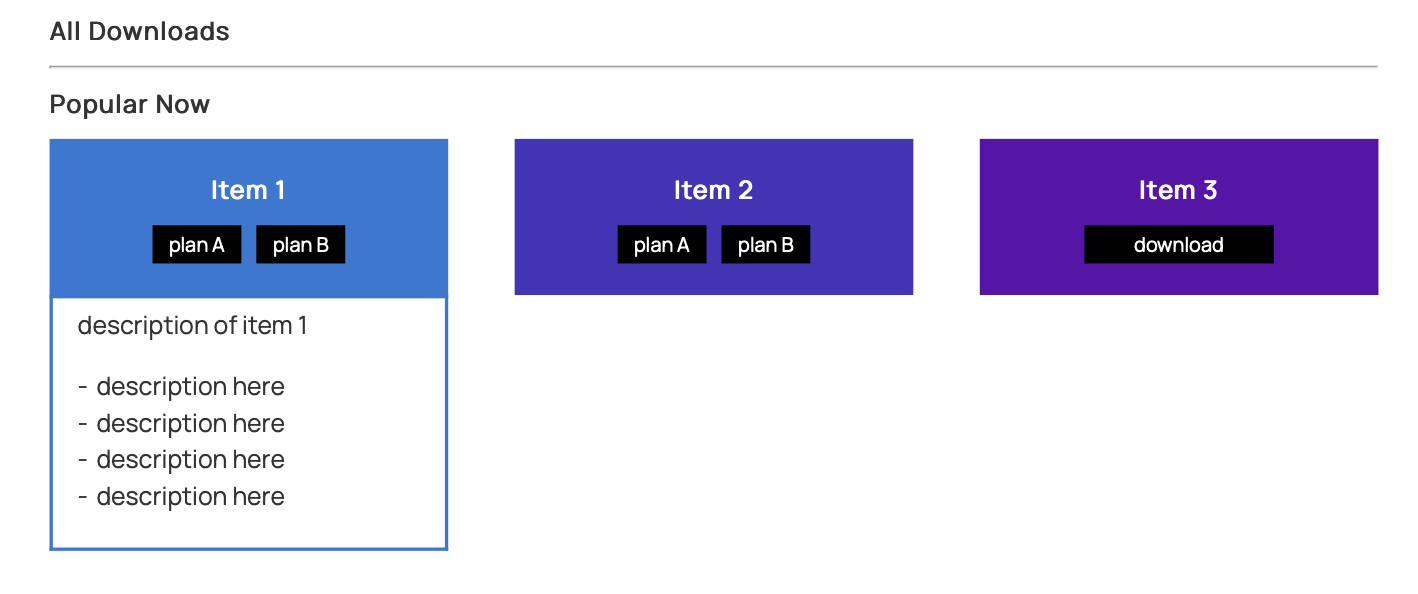 All Downloads
Popular Now
Item 1
plan A plan B
description of item 1
- description here
- description here
- description here
- description here
Item 2
plan A plan B
Item 3
download